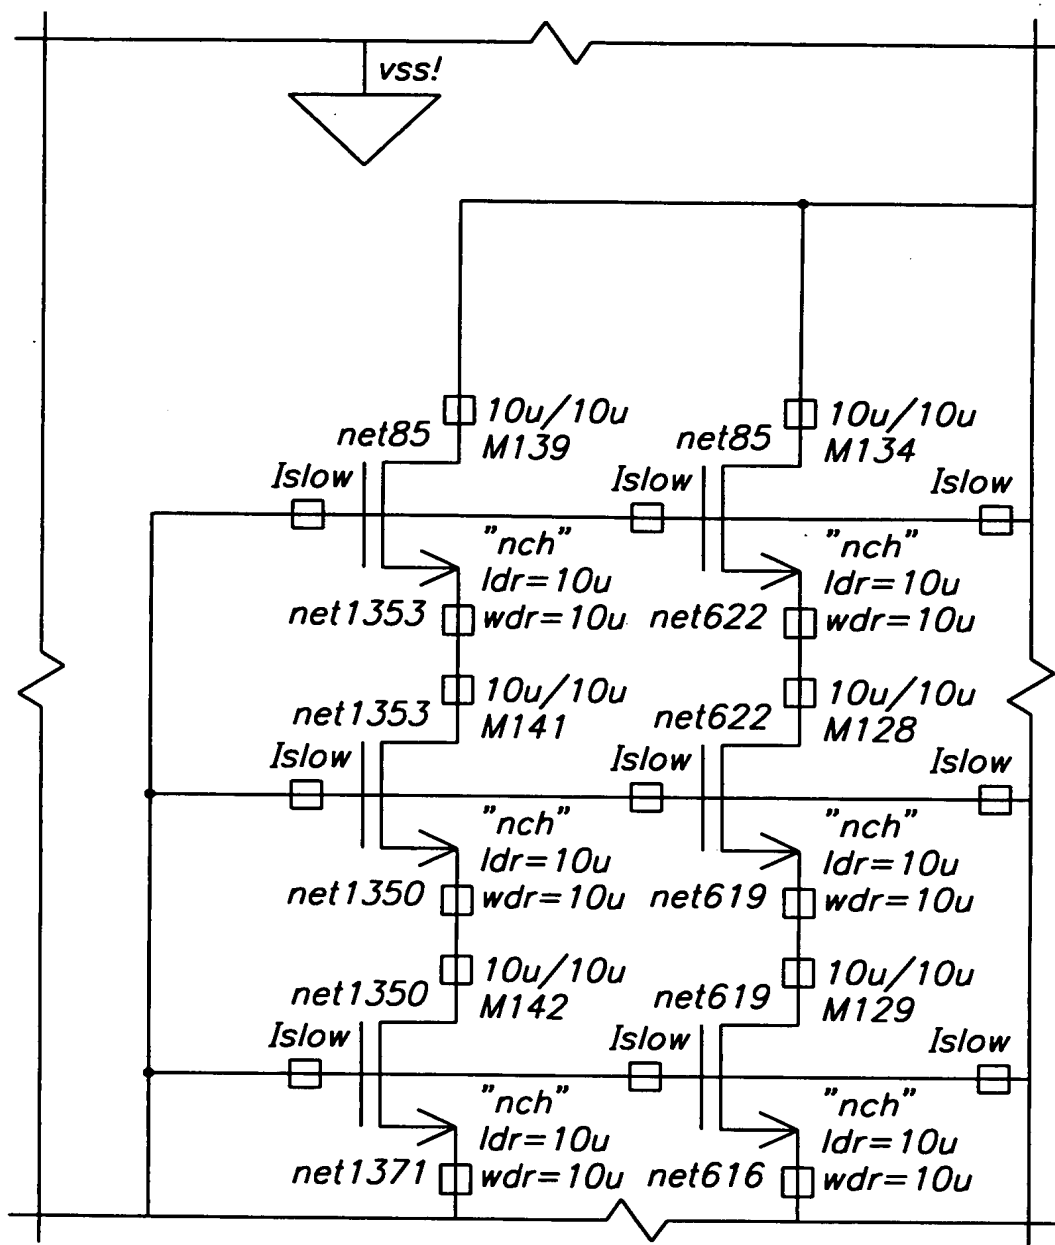 vss!
10u/10u
net85
M139
Islow
"nch"
ldr=10u
net1353
wdr=10u
10u/10u
net85
M134
Islow
Islow
"nch"
ldr=10u
net622
wdr=10u
10u/10u
net1353
M141
Islow
"nch"
ldr=10u
net1350
wdr=10u
10u/10u
net622
M128
Islow
Islow
"nch"
ldr=10u
net619
wdr=10u
10u/10u
net1350
M142
Islow
"nch"
ldr=10u
net1371
wdr=10u
10u/10u
net619
M129
Islow
Islow
"nch"
ldr=10u
net616
wdr=10u